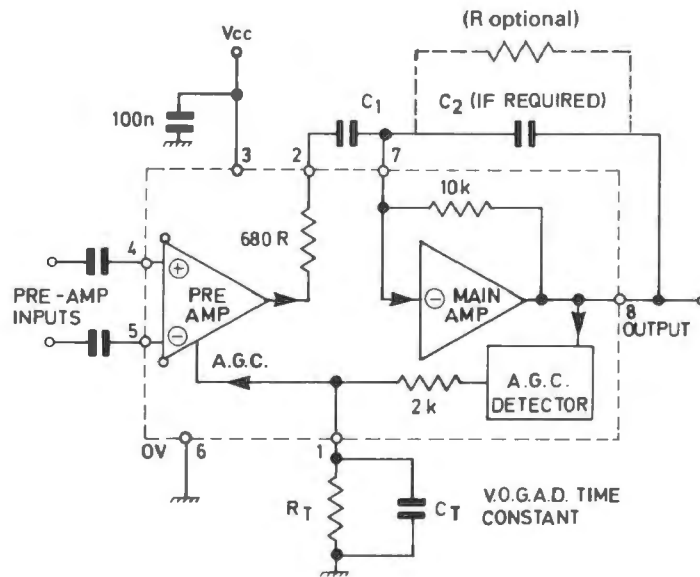 (R optional)
Vcc
C1
C2 (IF REQUIRED)
100n
3
2
7
10k
680 R
4
⊕
PRE
AMP
PRE-AMP
INPUTS
5
⊖
⊖
MAIN
AMP
8
OUTPUT
A.G.C.
2k
A.G.C.
DETECTOR
0V
6
1
RT
CT
V.O.G.A.D. TIME
CONSTANT